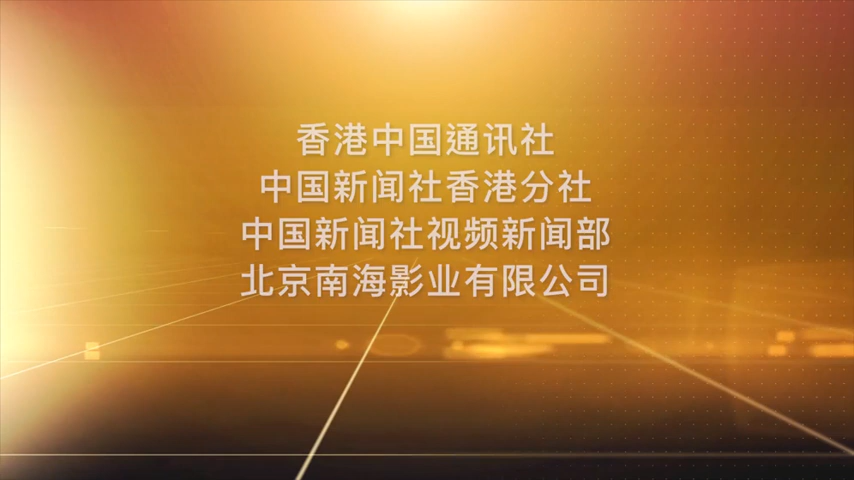 香港中国通讯社
中国新闻社香港分社
中国新闻社视频新闻部
北京南海影业有限公司